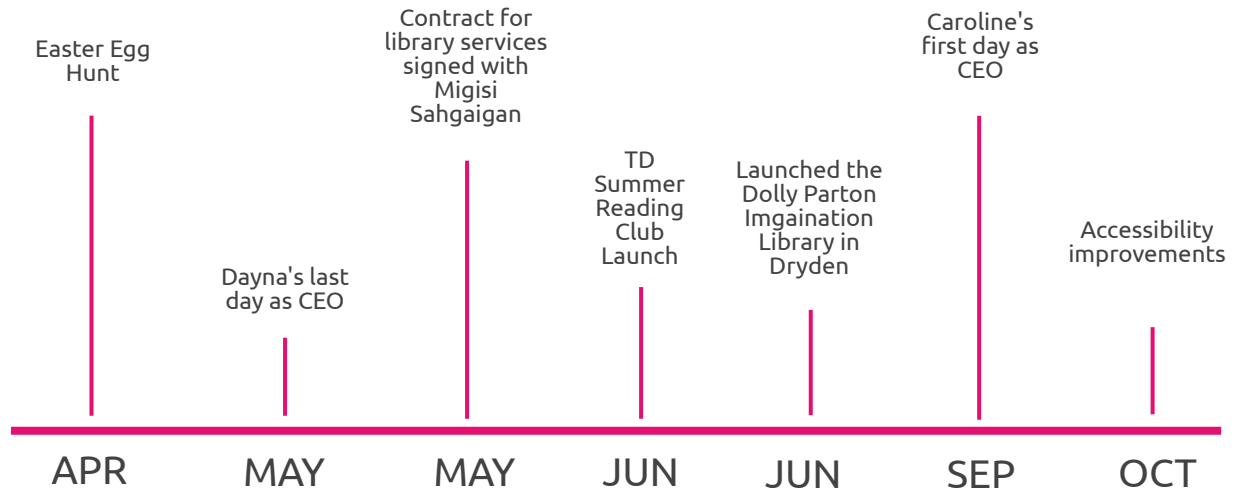 Easter Egg
Hunt
Dayna's last
day as CEO
Contract for
library services
signed with
Migisi
Sahgaigan
TD
Summer
Reading
Club
Launch
Launched the
Dolly Parton
Imgaination
Library in
Dryden
Caroline's
first day as
CEO
Accessibility
improvements
APR
MAY
MAY
JUN
JUN
SEP
OCT